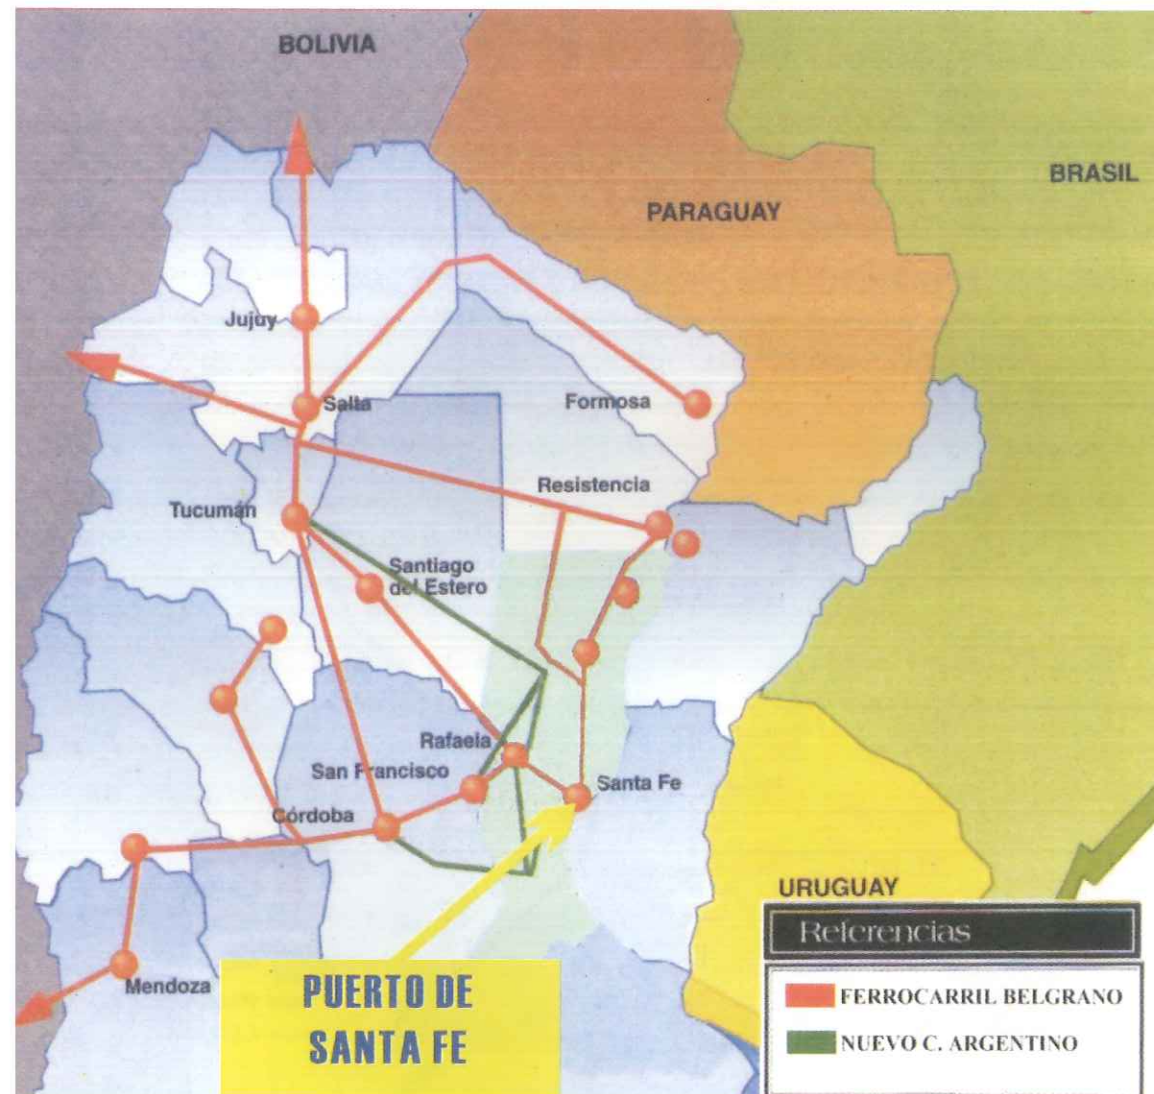 BOLIVIA
BRASIL
PARAGUAY
Jujuy
Salta
Formosa
Resistencia
Tucumán
Santiago
del Estero
Rafaela
San Francisco
Santa Fe
Córdoba
URUGUAY
Mendoza
PUERTO DE
SANTA FE
Referencias
FERROCARRIL BELGRANO
NUEVO C. ARGENTINO